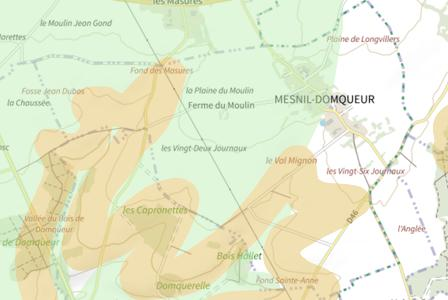 les Masures
le Moulin Jean Gond
Plaine de Longvillers
Fond des Masures
Fosse Jean Dubos
la Plaine du Moulin
la Chaussée
Ferme du Moulin
MESNIL-DOMQUEUR
les Vingt-Deux Journaux
le Val Mignon
les Vingt-Six Journaux
les Capronettes
Vallée du Bois de
Domqueur
D46
l'Anglée
de Domqueur
Bois Hollet
Fond Sainte-Anne
Domquerelle